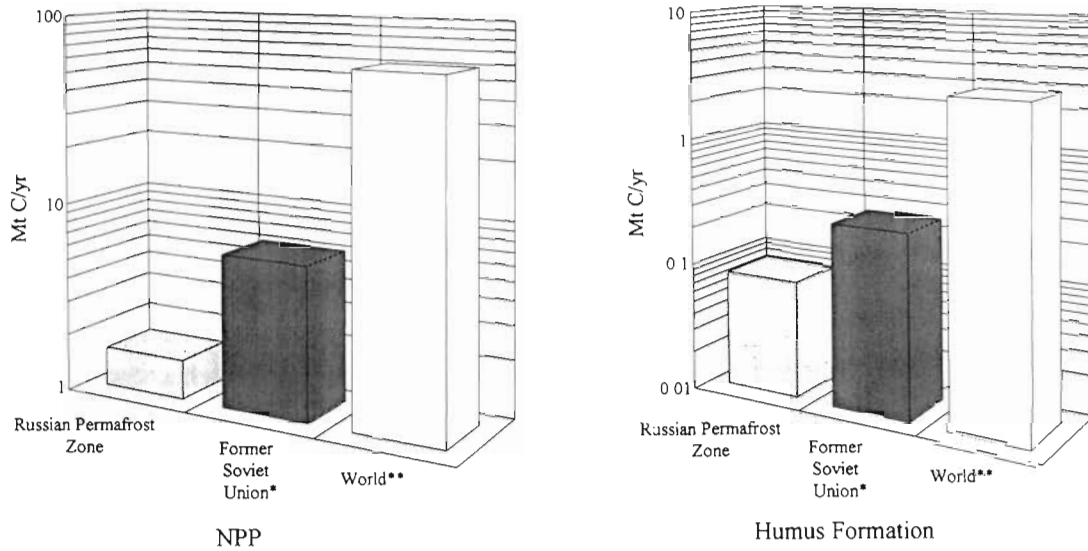 100
Mt C/yr
10
1
Russian Permafrost
Zone
Former
Soviet
Union*
World**
NPP
10
Mt C/yr
1
0 1
0 01
Russian Permafrost
Zone
Former
Soviet
Union*
World**
Humus Formation